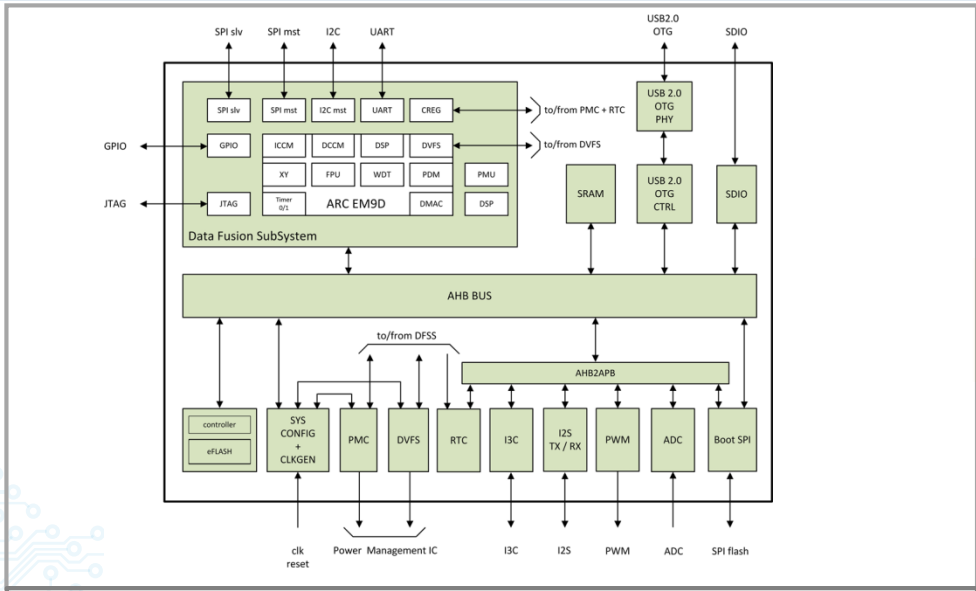 SPI slv
SPI mst
I2C
UART
USB2.0
OTG
SDIO
SPI slv
SPI mst
I2C mst
UART
CREG
to/from PMC + RTC
USB 2.0
OTG
PHY
GPIO
GPIO
ICCM
DCCM
DSP
DVFS
to/from DVFS
XY
FPU
WDT
PDM
PMU
SRAM
USB 2.0
OTG
CTRL
SDIO
JTAG
JTAG
Timer
0/1
ARC EM9D
DMAC
DSP
Data Fusion SubSystem
AHB BUS
to/from DFSS
AHB2APB
controller
eFLASH
SYS
CONFIG
+
CLKGEN
PMC
DVFS
RTC
I3C
I2S
TX / RX
PWM
ADC
Boot SPI
clk
reset
Power Management IC
I3C
I2S
PWM
ADC
SPI flash